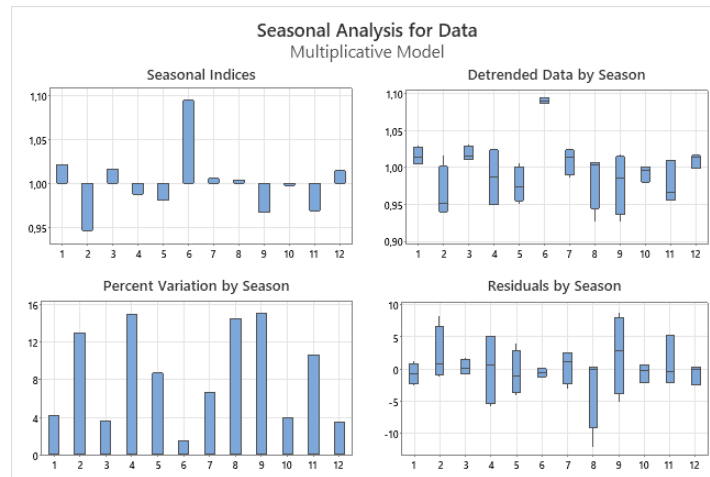 Seasonal Analysis for Data
Multiplicative Model
Seasonal Indices
1,10
1,05
1,00
0,95
1 2 3 4 5 6 7 8 9 10 11 12
Detrended Data by Season
1,10
1,05
1,00
0,95
0,90
1 2 3 4 5 6 7 8 9 10 11 12
Percent Variation by Season
16
12
8
4
0
1 2 3 4 5 6 7 8 9 10 11 12
Residuals by Season
10
5
0
-5
-10
1 2 3 4 5 6 7 8 9 10 11 12